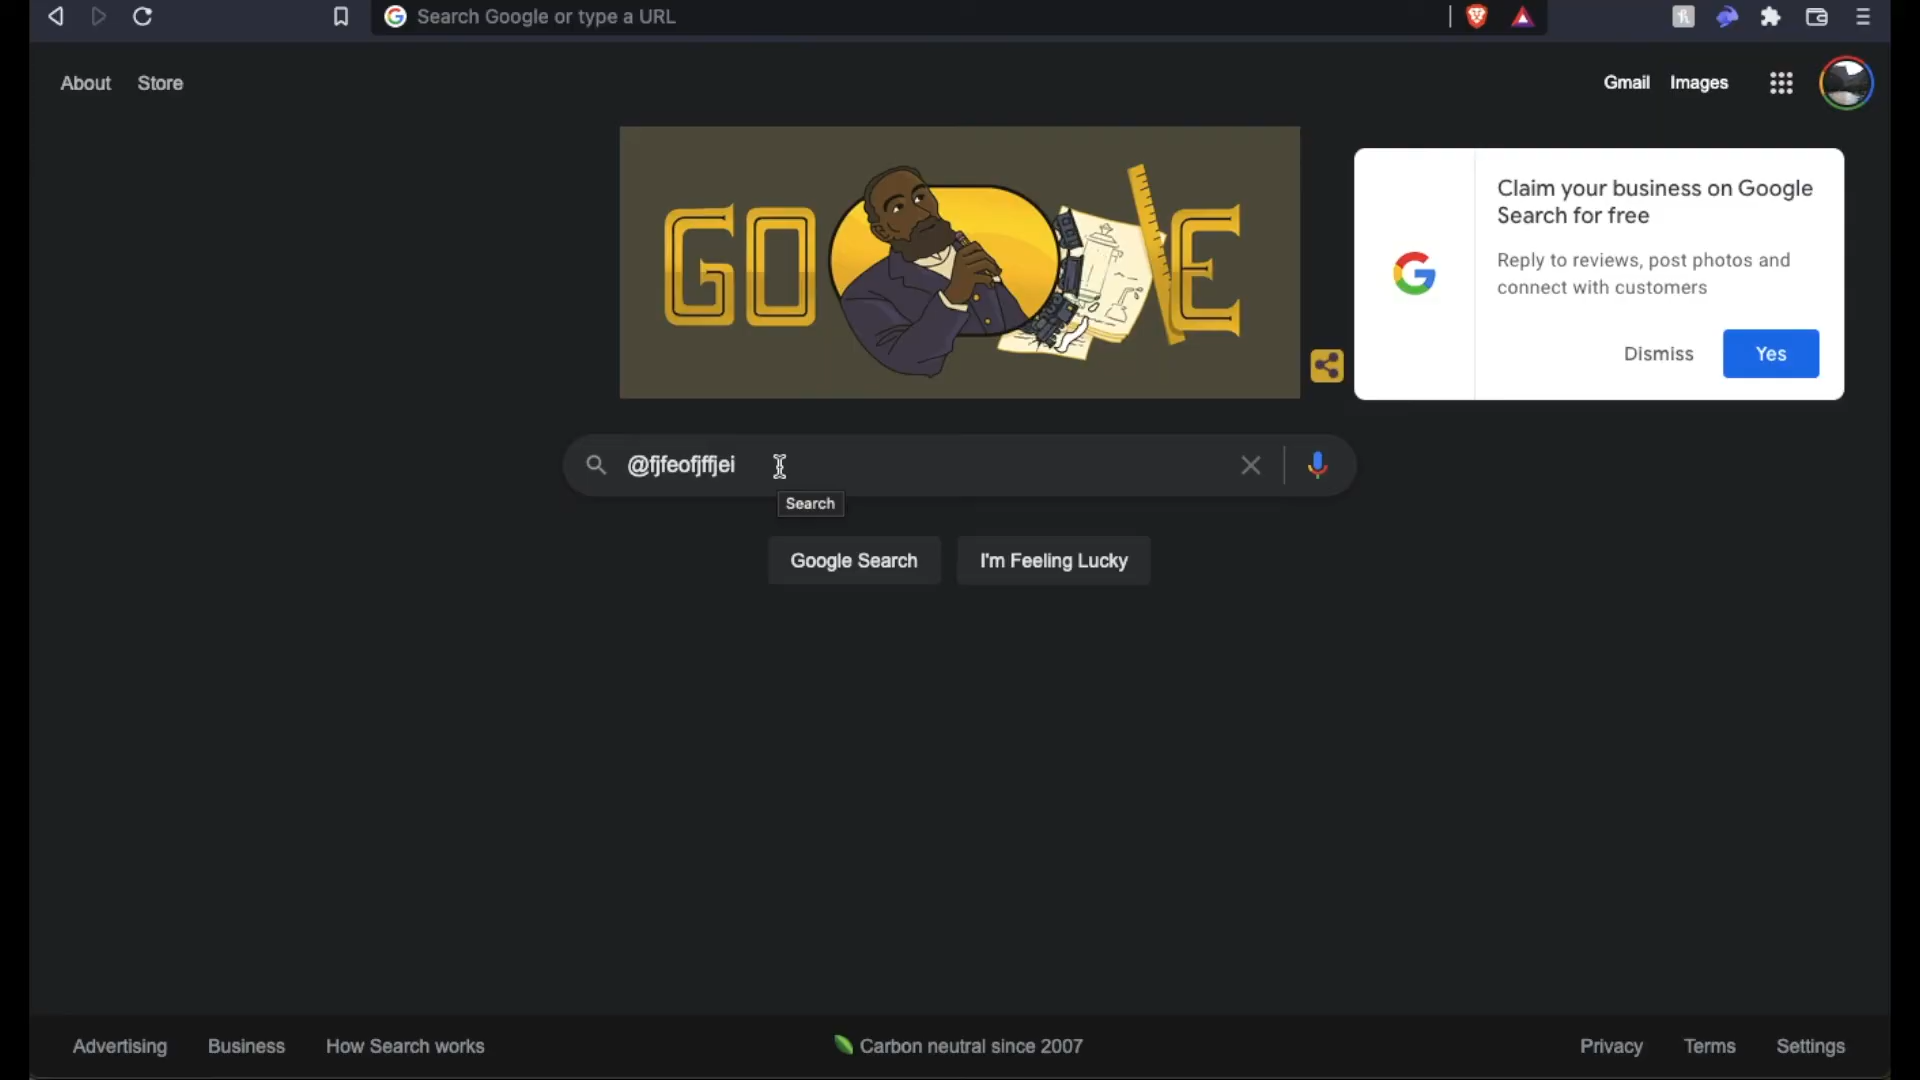 Search Google or type a URL
About Store
Gmail Images
GOOGLE
Claim your business on Google
Search for free
Reply to reviews, post photos and
connect with customers
Dismiss Yes
@fjfeofjffjei
Search
Google Search I'm Feeling Lucky
Advertising Business How Search works
Carbon neutral since 2007
Privacy Terms Settings